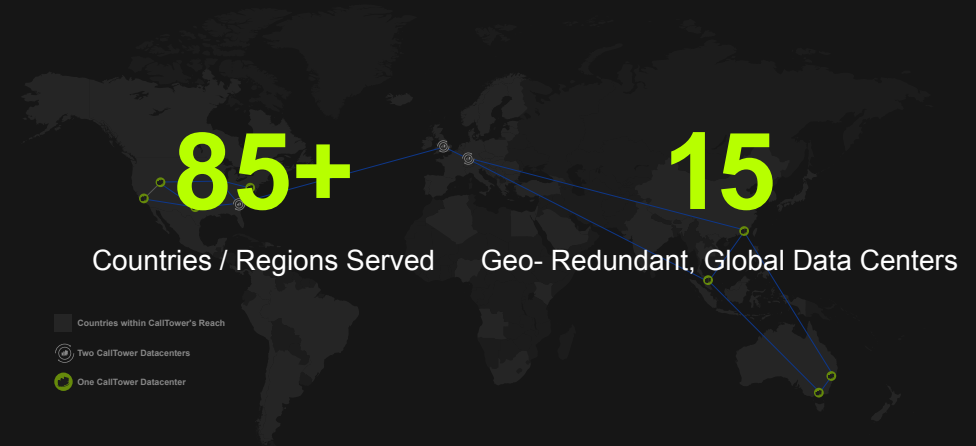 85+
15
Countries / Regions Served
Geo- Redundant, Global Data Centers
Countries within CallTower's Reach
Two CallTower Datacenters
One CallTower Datacenter